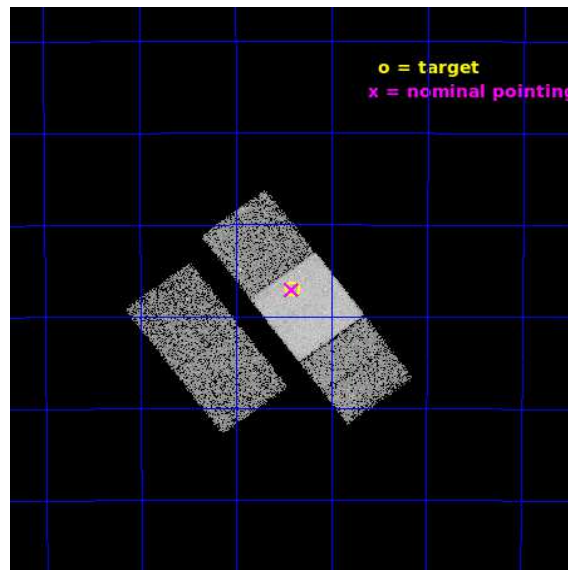 o = target
x = nominal pointing